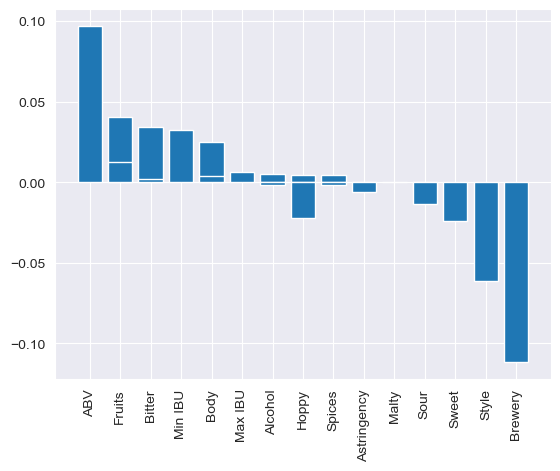 0.10
0.05
0.00
−0.05
−0.10
ABV
Fruits
Bitter
Min IBU
Body
Max IBU
Alcohol
Hoppy
Spices
Astringency
Malty
Sour
Sweet
Style
Brewery